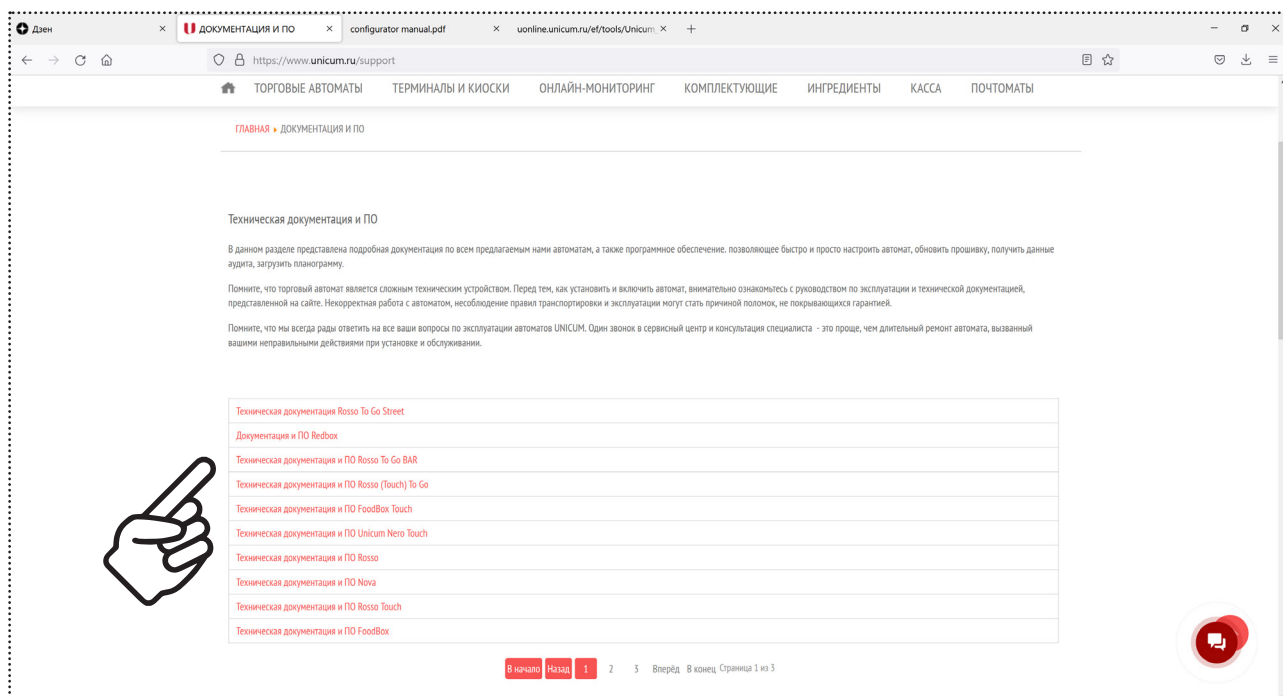 Дзен
ДОКУМЕНТАЦИЯ И ПО
configurator manual.pdf
uonline.unicum.ru/ef/tools/Unicum_
https://www.unicum.ru/support
ТОРГОВЫЕ АВТОМАТЫ ТЕРМИНАЛЫ И КИОСКИ ОНЛАЙН-МОНИТОРИНГ КОМПЛЕКТУЮЩИЕ ИНГРЕДИЕНТЫ КАССА ПОЧТОМАТЫ
ГЛАВНАЯ ДОКУМЕНТАЦИЯ И ПО
Техническая документация и ПО
В данном разделе представлена подробная документация по всем предлагаемым нами автоматам, а также программное обеспечение. позволяющее быстро и просто настроить автомат, обновить прошивку, получить данные
аудита, загрузить планограмму.
Помните, что торговый автомат является сложным техническим устройством. Перед тем, как установить и включить автомат, внимательно ознакомьтесь с руководством по эксплуатации и технической документацией,
представленной на сайте. Некорректная работа с автоматом, несоблюдение правил транспортировки и эксплуатации могут стать причиной поломок, не покрывающихся гарантией.
Помните, что мы всегда рады ответить на все ваши вопросы по эксплуатации автоматов UNICUM. Один звонок в сервисный центр и консультация специалиста - это проще, чем длительный ремонт автомата, вызванный
вашими неправильными действиями при установке и обслуживании.
Техническая документация Rosso To Go Street
Документация и ПО Redbox
Техническая документация и ПО Rosso To Go BAR
Техническая документация и ПО Rosso (Touch) To Go
Техническая документация и ПО FoodBox Touch
Техническая документация и ПО Unicum Nero Touch
Техническая документация и ПО Rosso
Техническая документация и ПО Nova
Техническая документация и ПО Rosso Touch
Техническая документация и ПО FoodBox
В начало Назад 1 2 3 Вперёд В конец Страница 1 из 3